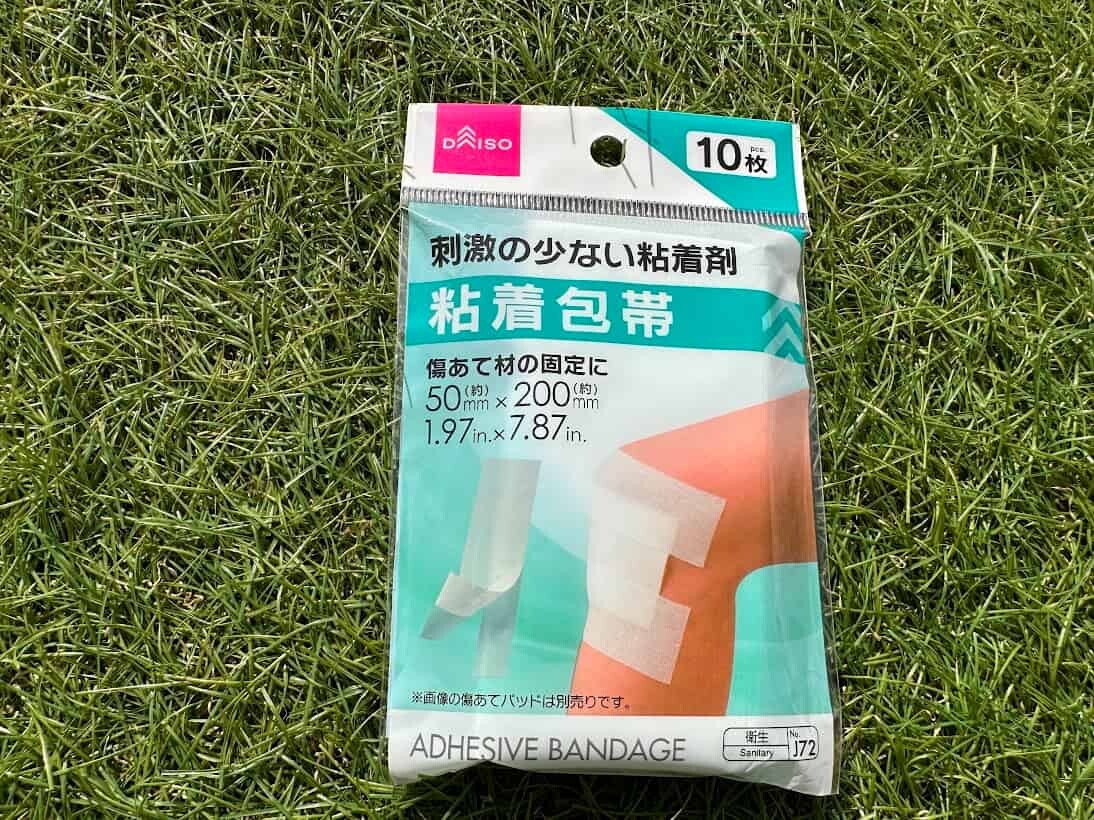 DAISO
10枚 pcs.
刺激の少ない粘着剤
粘着包帯
傷あて材の固定に
50(約)mm×200(約)mm
1.97in.×7.87in.
※画像の傷あてパッドは別売りです。
ADHESIVE BANDAGE
衛生 Sanitary No. J72